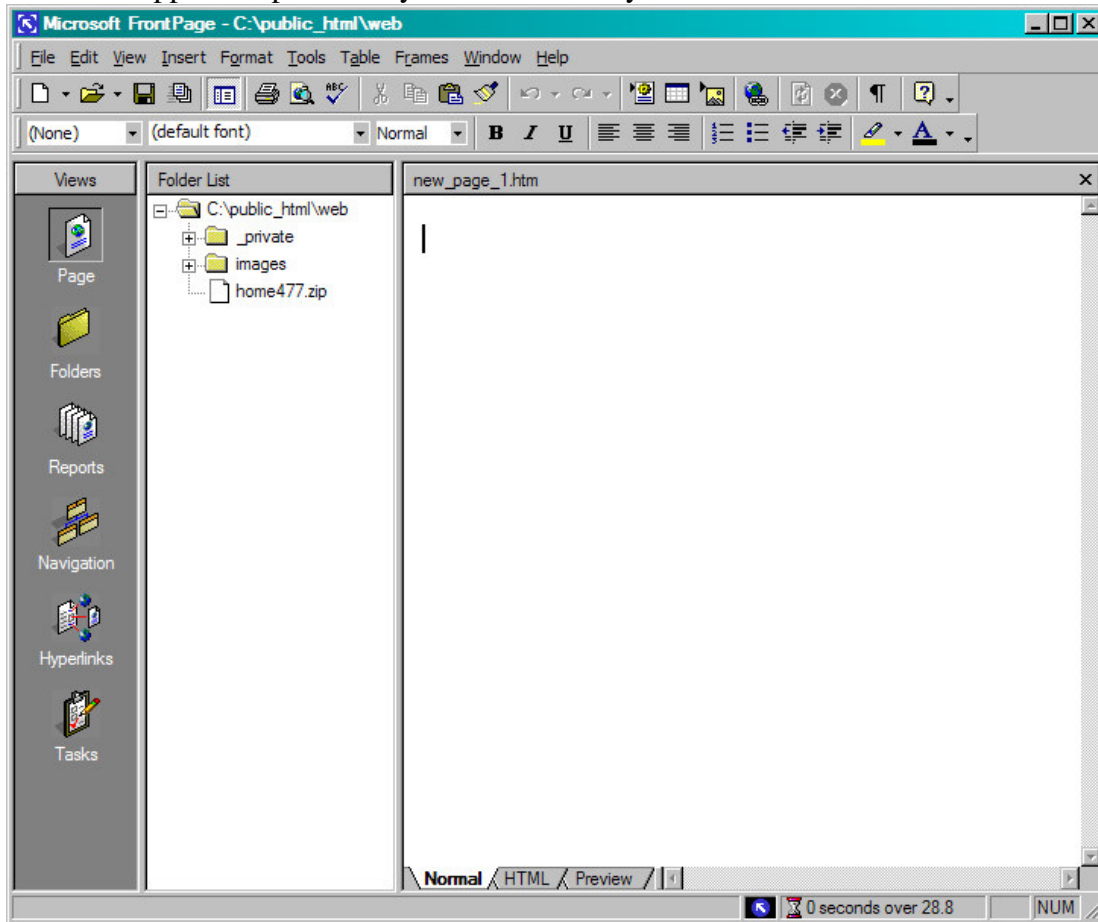 Microsoft FrontPage - C:\public_html\web
File Edit View Insert Format Tools Table Frames Window Help
ABC
(None) (default font) Normal B I U A
Views Folder List new_page_1.htm
C:\public_html\web
_private
images
home477.zip
Page
Folders
Reports
Navigation
Hyperlinks
Tasks
Normal HTML Preview
0 seconds over 28.8 NUM